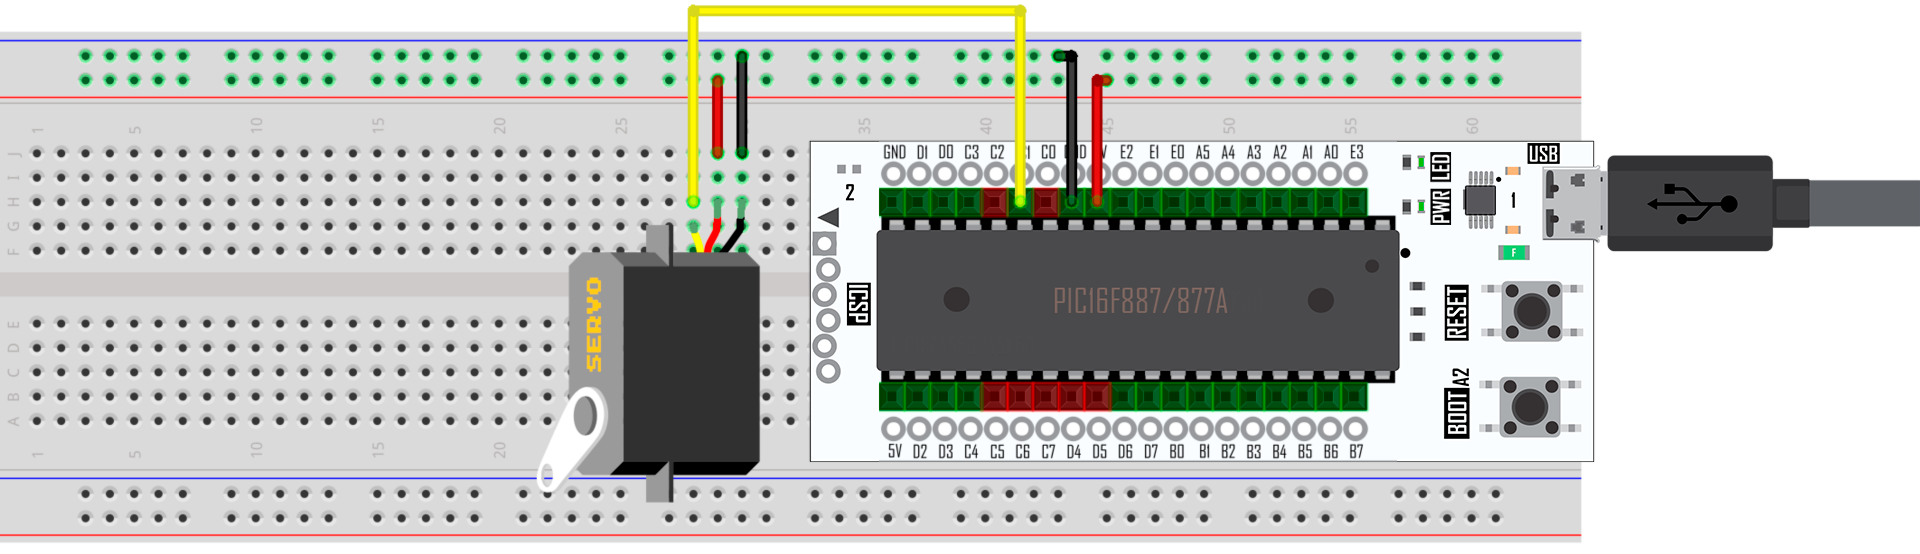 1 5 10 15 20 25 35 40 45 50 55 60
J
I
H
G
F
E
D
C
B
A
1 5 10 15 20
GND D1 D0 C3 C2 C0 E2 E1 E0 A5 A4 A3 A2 A1 A0 E3
LED
PWR
USB
2
1
F
ICSP
PIC16F887/877A
SERVO
RESET
BOOT A2
5V D2 D3 C4 C5 C6 C7 D4 D5 D6 D7 B0 B1 B2 B3 B4 B5 B6 B7